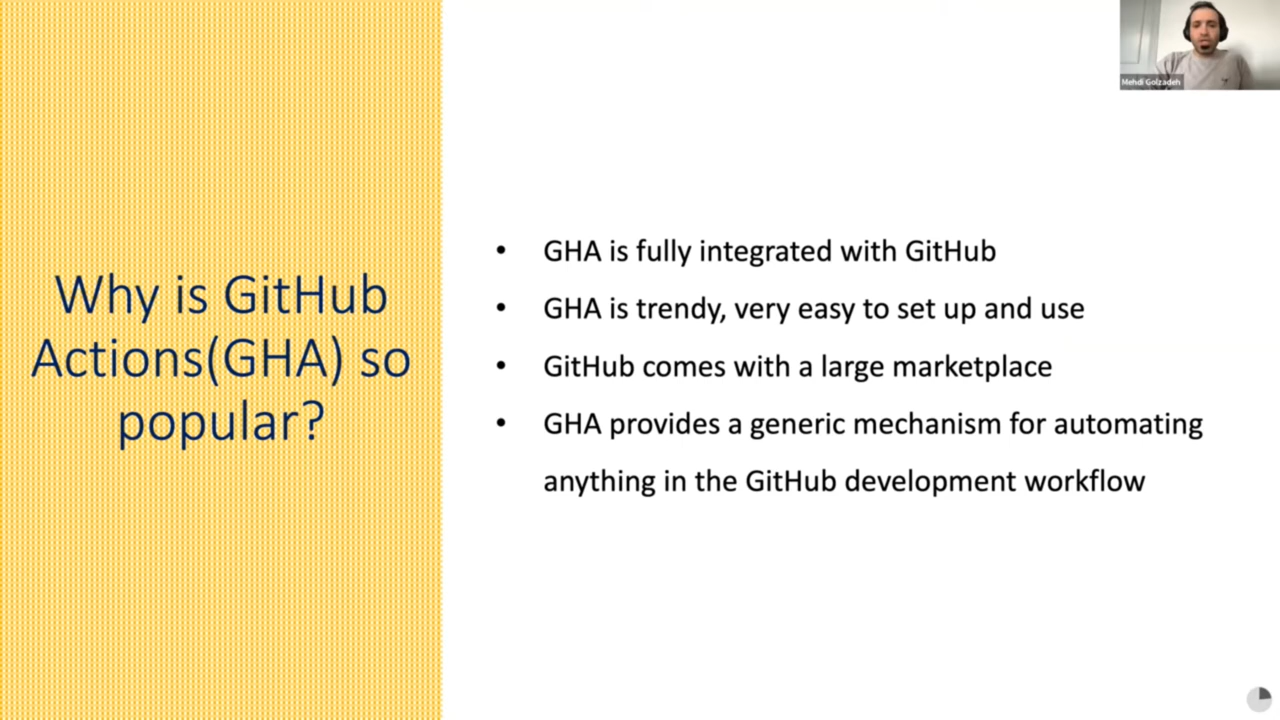 Mehdi Golzadeh
Why is GitHub
Actions(GHA) so
popular?
• GHA is fully integrated with GitHub
• GHA is trendy, very easy to set up and use
• GitHub comes with a large marketplace
• GHA provides a generic mechanism for automating
anything in the GitHub development workflow